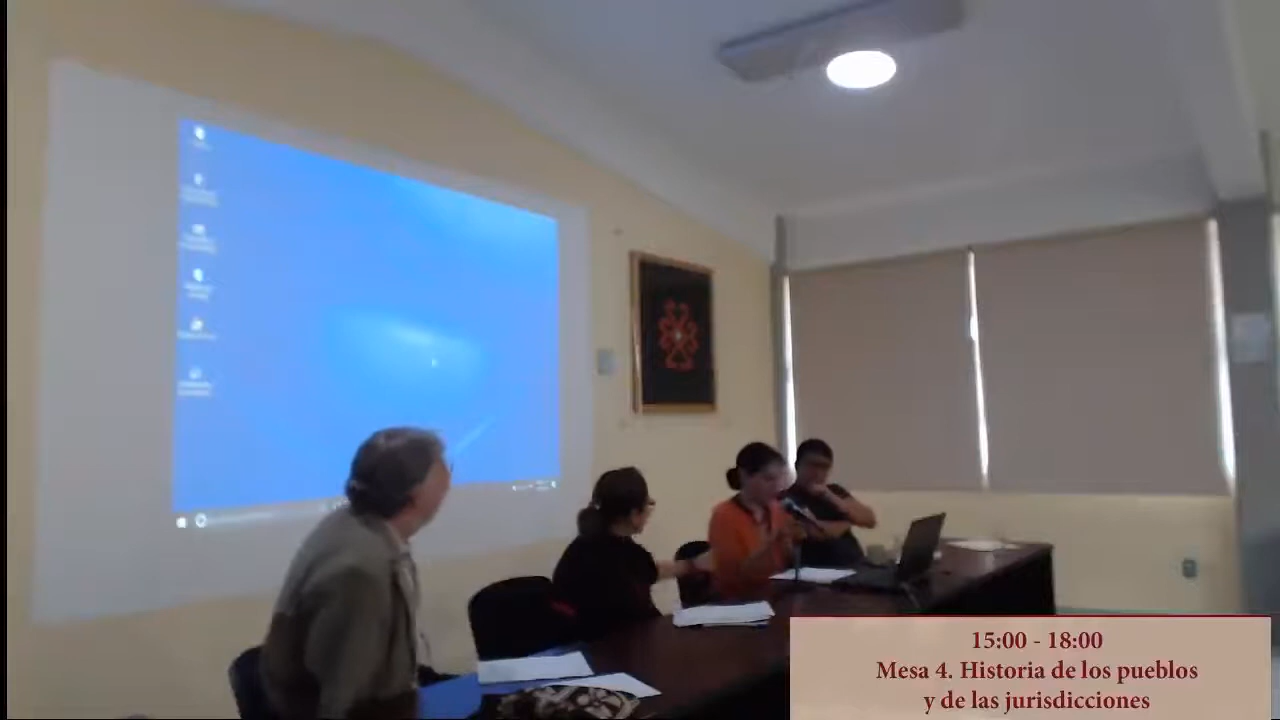 15:00 - 18:00
Mesa 4. Historia de los pueblos
y de las jurisdicciones